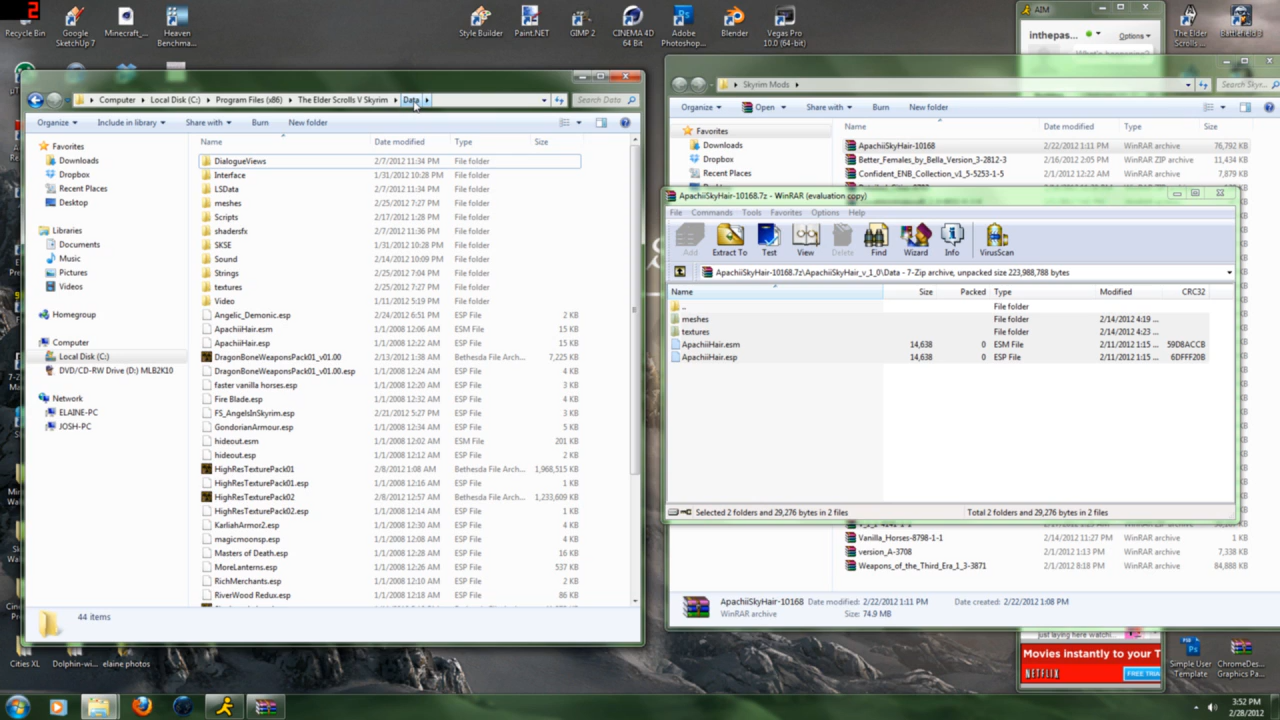 2
Recycle Bin
Google SketchUp 7
Minecraft_...
Heaven Benchma...
Style Builder
Paint.NET
GIMP 2
CINEMA 4D 64 Bit
Adobe Photoshop...
Blender
Vegas Pro 10.0 (64-bit)
AIM
inthepas...
Options
The Elder Scrolls ...
Battlefield 3
Computer
Local Disk (C:)
Program Files (x86)
The Elder Scrolls V Skyrim
Data
Search Data
Organize
Include in library
Share with
Burn
New folder
Name
Date modified
Type
Size
Favorites
Downloads
Dropbox
Recent Places
Desktop
Libraries
Documents
Music
Pictures
Videos
Homegroup
Computer
Local Disk (C:)
DVD/CD-RW Drive (D:) MLB2K10
Network
ELAINE-PC
JOSH-PC
DialogueViews 2/7/2012 11:34 PM File folder
Interface 1/31/2012 10:28 PM File folder
LSData 2/7/2012 11:34 PM File folder
meshes 2/25/2012 7:27 PM File folder
Scripts 2/17/2012 1:28 PM File folder
shadersfx 2/7/2012 11:36 PM File folder
SKSE 1/31/2012 10:28 PM File folder
Sound 2/14/2012 10:09 PM File folder
Strings 2/25/2012 7:04 PM File folder
textures 2/25/2012 7:27 PM File folder
Video 1/11/2012 5:19 PM File folder
Angelic_Demonic.esp 2/24/2012 6:51 PM ESP File 2 KB
ApachiiHair.esm 1/1/2008 12:06 AM ESM File 15 KB
ApachiiHair.esp 1/1/2008 12:06 AM ESP File 15 KB
DragonBoneWeaponsPack01_v01.00 2/13/2012 1:38 AM Bethesda File Arch... 7,225 KB
DragonBoneWeaponsPack01_v01.00.esp 1/1/2008 12:24 AM ESP File 4 KB
faster vanilla horses.esp 1/1/2008 12:20 AM ESP File 3 KB
Fire Blade.esp 1/1/2008 12:32 AM ESP File 4 KB
FS_AngelsInSkyrim.esp 2/21/2012 5:27 PM ESP File 3 KB
GondorianArmour.esp 1/1/2008 12:34 AM ESP File 5 KB
hideout.esm 1/1/2008 12:02 AM ESM File 201 KB
hideout.esp 1/1/2008 12:22 AM ESP File 2 KB
HighResTexturePack01 2/8/2012 1:08 AM Bethesda File Arch... 1,968,515 KB
HighResTexturePack01.esp 1/1/2008 12:16 AM ESP File 1 KB
HighResTexturePack02 2/8/2012 12:57 AM Bethesda File Arch... 1,233,609 KB
HighResTexturePack02.esp 1/1/2008 12:14 AM ESP File 1 KB
KarliahArmor2.esp 1/1/2008 12:30 AM ESP File 4 KB
magicmoonsp.esp 1/1/2008 12:08 AM ESP File 4 KB
Masters of Death.esp 1/1/2008 12:28 AM ESP File 16 KB
MoreLanterns.esp 1/1/2008 12:26 AM ESP File 537 KB
RichMerchants.esp 1/1/2008 12:10 AM ESP File 2 KB
RiverWood Redux.esp 1/1/2008 12:18 AM ESP File 86 KB
44 items
Skyrim Mods
Search Sky...
Organize
Open
Share with
Burn
New folder
Favorites
Downloads
Dropbox
Recent Places
Name
Date modified
Type
Size
ApachiiSkyHair-10168 2/22/2012 1:11 PM WinRAR archive 76,792 KB
Better_Females_by_Bella_Version_3-2812-3 2/16/2012 2:05 PM WinRAR ZIP archive 11,434 KB
Confident_ENB_Collection_v1_5-5253-1-5 2/1/2012 12:22 AM WinRAR archive 7,879 KB
ApachiiSkyHair-10168.7z - WinRAR (evaluation copy)
File Commands Tools Favorites Options Help
Add
Extract To
Test
View
Delete
Find
Wizard
Info
VirusScan
ApachiiSkyHair-10168.7z\ApachiiSkyHair_v_1_0\Data - 7-Zip archive, unpacked size 223,988,788 bytes
Name Size Packed Type Modified CRC32
.. File folder
meshes File folder 2/14/2012 4:19 ...
textures File folder 2/14/2012 4:23 ...
ApachiiHair.esm 14,638 0 ESM File 2/11/2012 1:15 ... 59D8ACCB
ApachiiHair.esp 14,638 0 ESP File 2/11/2012 1:15 ... 6DFFF20B
Selected 2 folders and 29,276 bytes in 2 files
Total 2 folders and 29,276 bytes in 2 files
Vanilla_Horses-8798-1-1 2/14/2012 11:27 PM WinRAR archive 1 KB
version_A-3708 2/1/2012 1:13 PM WinRAR archive 7,338 KB
Weapons_of_the_Third_Era_1_3-3871 2/1/2012 8:18 PM WinRAR archive 84,888 KB
ApachiiSkyHair-10168 Date modified: 2/22/2012 1:11 PM Date created: 2/22/2012 1:08 PM
WinRAR archive Size: 74.9 MB
just laying here watchi..
Movies instantly to your T
NETFLIX
FREE TRIA
Cities XL
Dolphin-wi...
elaine photos
Simple User Template
ChromeDes... Graphics Pa...
3:52 PM
2/28/2012